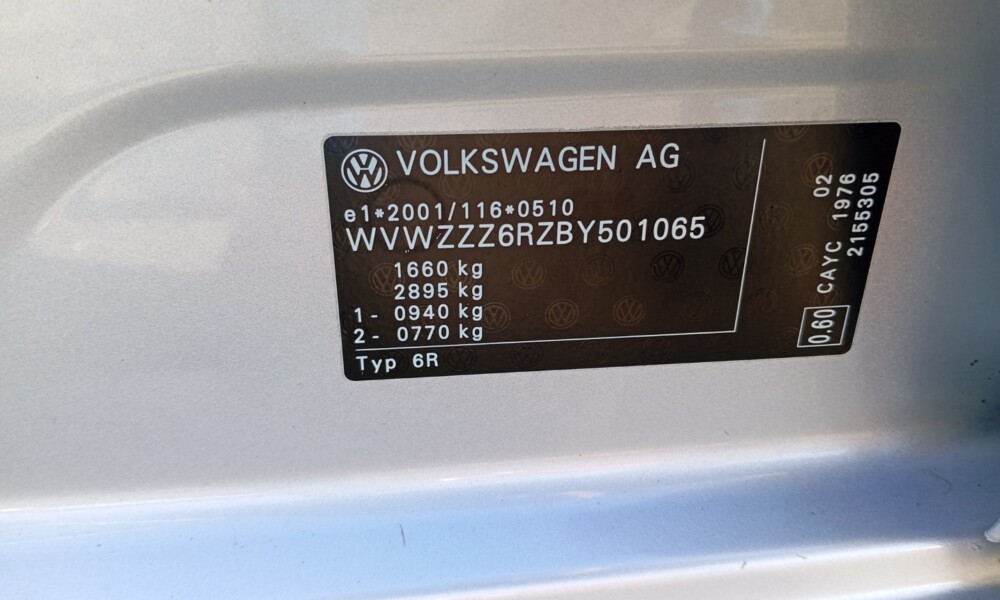 VOLKSWAGEN AG
e1*2001/116*0510
WVWZZZ6RZBY501065
1660 kg
2895 kg
1- 0940 kg
2- 0770 kg
Typ 6R
0.60 CAYC 1976
02
2155305